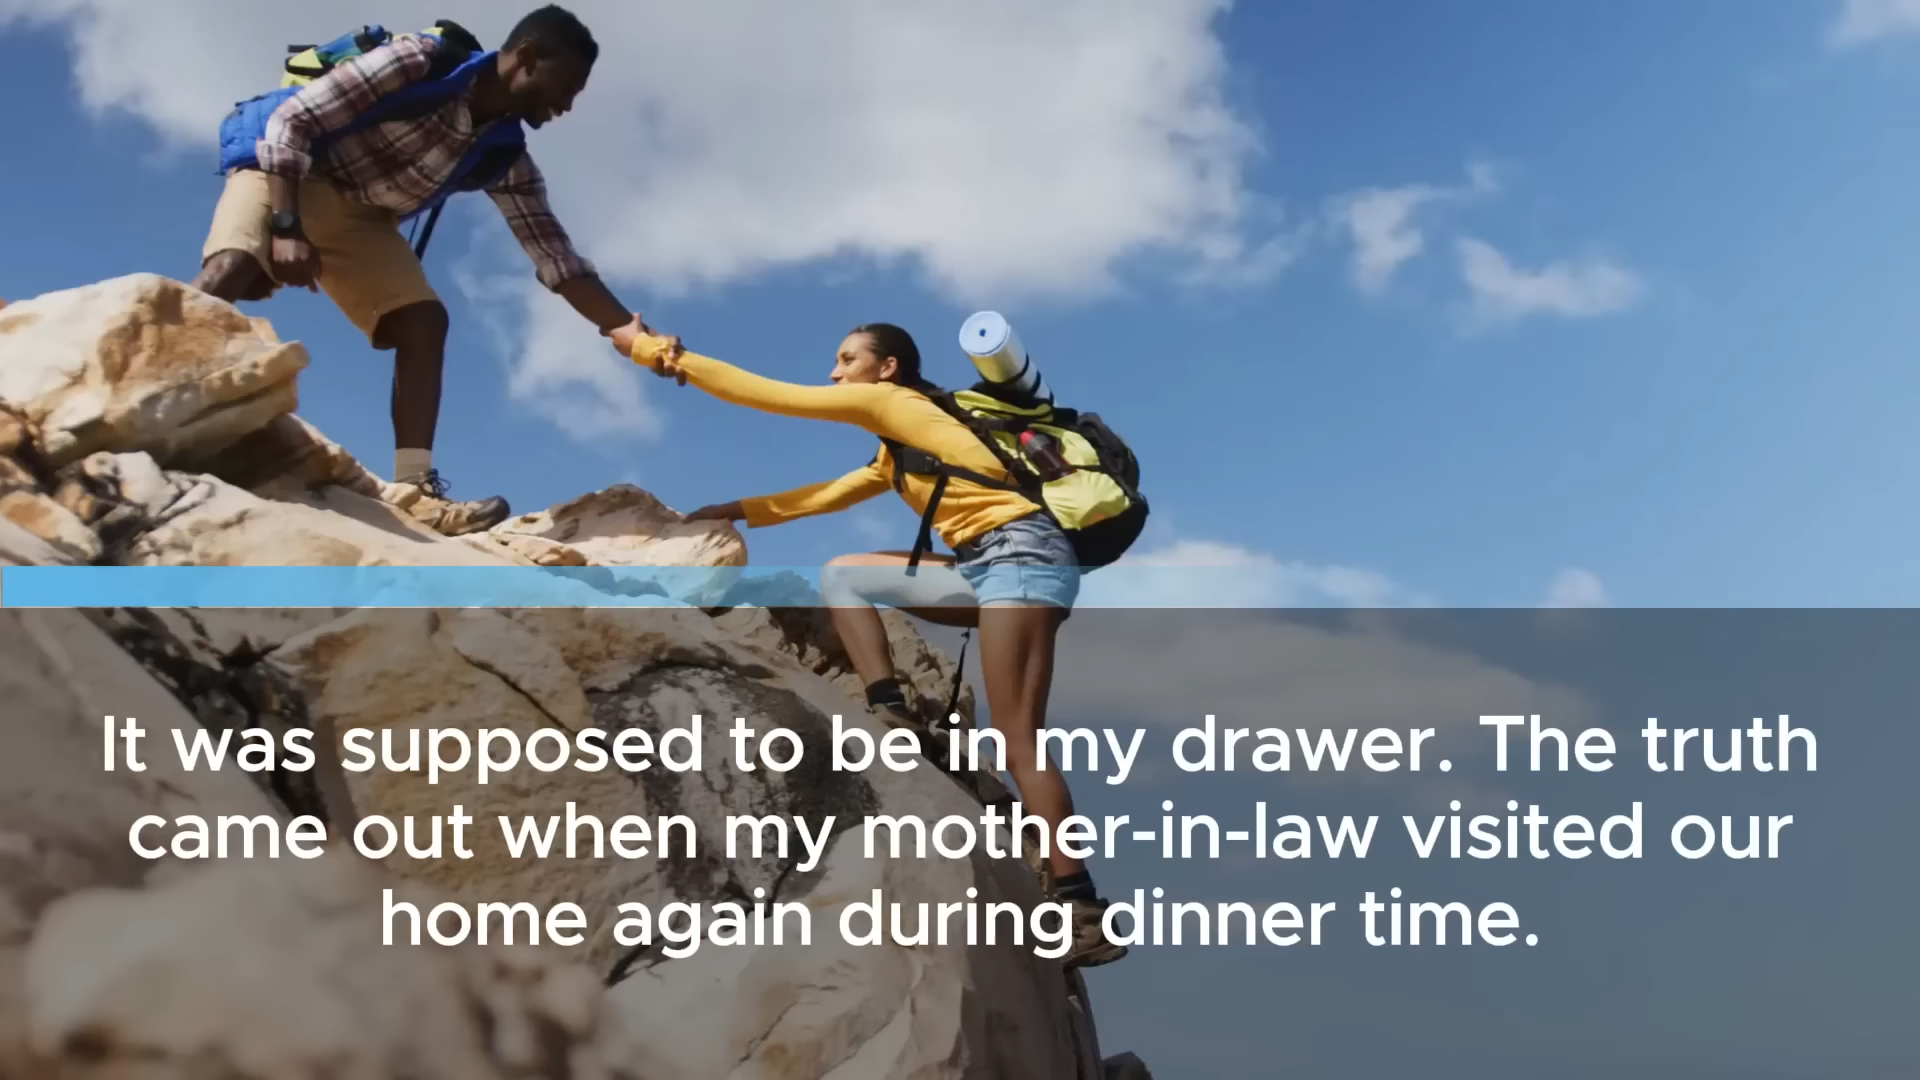 It was supposed to be in my drawer. The truth
came out when my mother-in-law visited our
home again during dinner time.